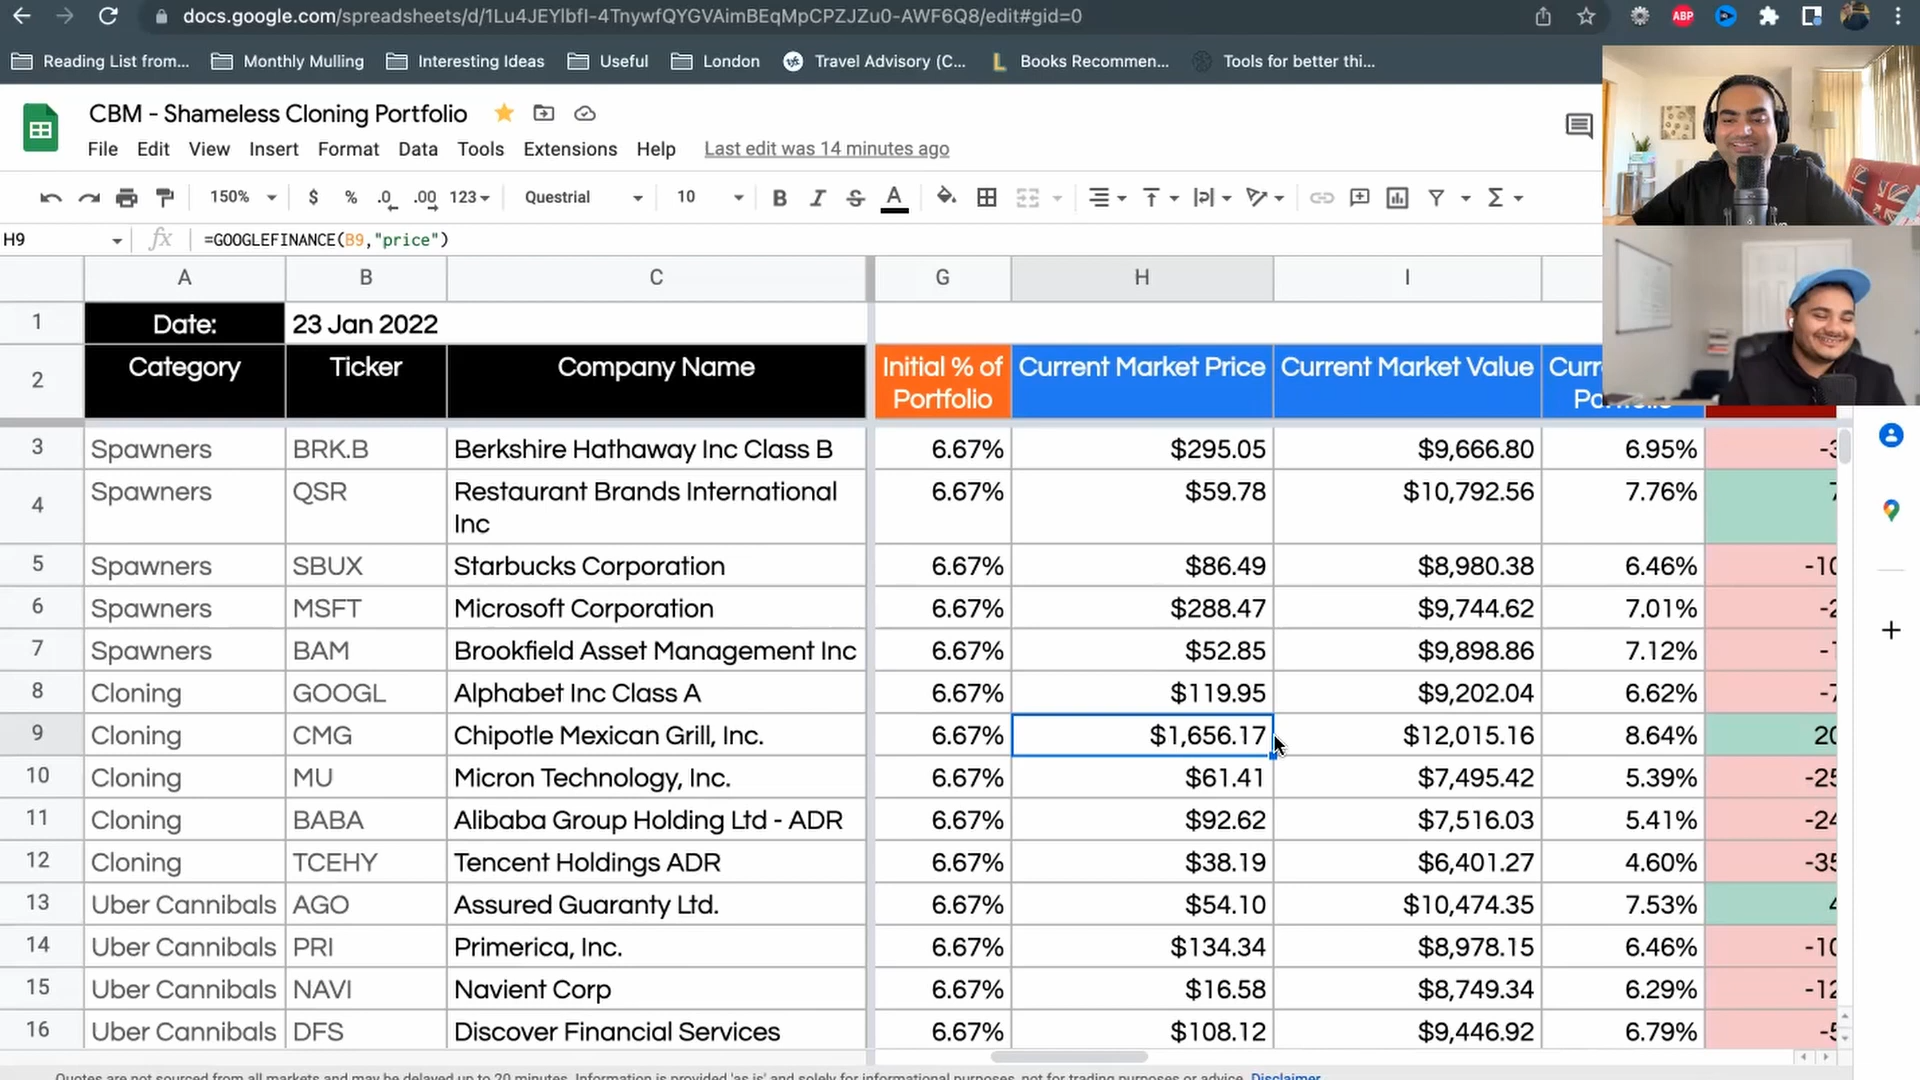 docs.google.com/spreadsheets/d/1Lu4JEYlbfI-4TnywfQYGVAimBEqMpCPZJZu0-AWF6Q8/edit#gid=0
ABP
Reading List from... Monthly Mulling Interesting Ideas Useful London Travel Advisory (C... Books Recommen... Tools for better thi...
CBM - Shameless Cloning Portfolio
File Edit View Insert Format Data Tools Extensions Help Last edit was 14 minutes ago
150% $ % .0 .00 123 Questrial 10 B I S A
H9 fx =GOOGLEFINANCE(B9,"price")
A B C G H I
1 Date: 23 Jan 2022
2 Category Ticker Company Name Initial % of Portfolio Current Market Price Current Market Value
3 Spawners BRK.B Berkshire Hathaway Inc Class B 6.67% $295.05 $9,666.80 6.95%
4 Spawners QSR Restaurant Brands International Inc 6.67% $59.78 $10,792.56 7.76%
5 Spawners SBUX Starbucks Corporation 6.67% $86.49 $8,980.38 6.46% -10
6 Spawners MSFT Microsoft Corporation 6.67% $288.47 $9,744.62 7.01% -2
7 Spawners BAM Brookfield Asset Management Inc 6.67% $52.85 $9,898.86 7.12% -1
8 Cloning GOOGL Alphabet Inc Class A 6.67% $119.95 $9,202.04 6.62% -7
9 Cloning CMG Chipotle Mexican Grill, Inc. 6.67% $1,656.17 $12,015.16 8.64% 20
10 Cloning MU Micron Technology, Inc. 6.67% $61.41 $7,495.42 5.39% -25
11 Cloning BABA Alibaba Group Holding Ltd - ADR 6.67% $92.62 $7,516.03 5.41% -24
12 Cloning TCEHY Tencent Holdings ADR 6.67% $38.19 $6,401.27 4.60% -35
13 Uber Cannibals AGO Assured Guaranty Ltd. 6.67% $54.10 $10,474.35 7.53% 4
14 Uber Cannibals PRI Primerica, Inc. 6.67% $134.34 $8,978.15 6.46% -10
15 Uber Cannibals NAVI Navient Corp 6.67% $16.58 $8,749.34 6.29% -12
16 Uber Cannibals DFS Discover Financial Services 6.67% $108.12 $9,446.92 6.79% -5
Quotes are not sourced from all markets and may be delayed up to 20 minutes. Information is provided 'as is' and solely for informational purposes, not for trading purposes or advice. Disclaimer